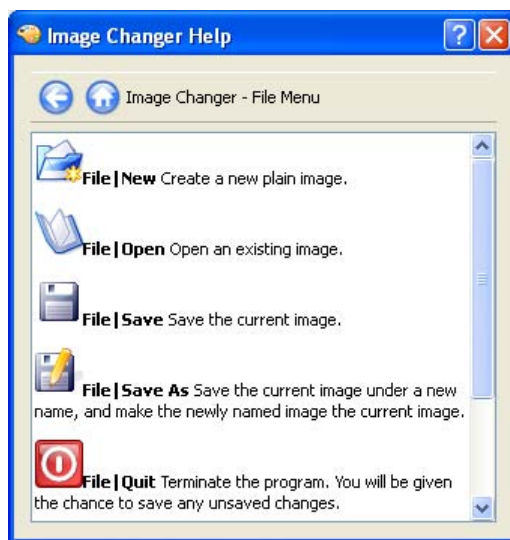 Image Changer Help
Image Changer - File Menu
File|New Create a new plain image.
File|Open Open an existing image.
File|Save Save the current image.
File|Save As Save the current image under a new
name, and make the newly named image the current image.
File|Quit Terminate the program. You will be given
the chance to save any unsaved changes.